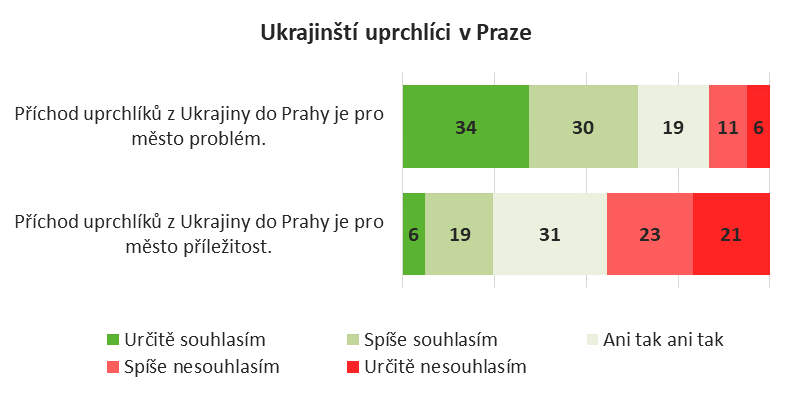 Ukrajinští uprchlíci v Praze
Příchod uprchlíků z Ukrajiny do Prahy je pro
město problém.
34 30 19 11 6
Příchod uprchlíků z Ukrajiny do Prahy je pro
město příležitost.
6 19 31 23 21
Určitě souhlasím Spíše souhlasím Ani tak ani tak
Spíše nesouhlasím Určitě nesouhlasím